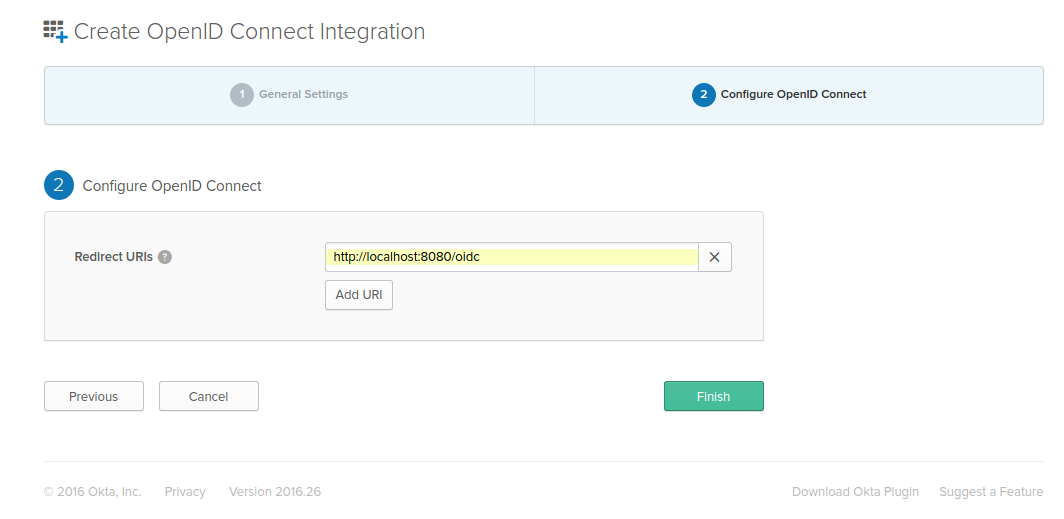 Create OpenID Connect Integration
1 General Settings
2 Configure OpenID Connect
2 Configure OpenID Connect
Redirect URIs ?
http://localhost:8080/oidc
Add URI
Previous Cancel Finish
© 2016 Okta, Inc. Privacy Version 2016.26 Download Okta Plugin Suggest a Feature